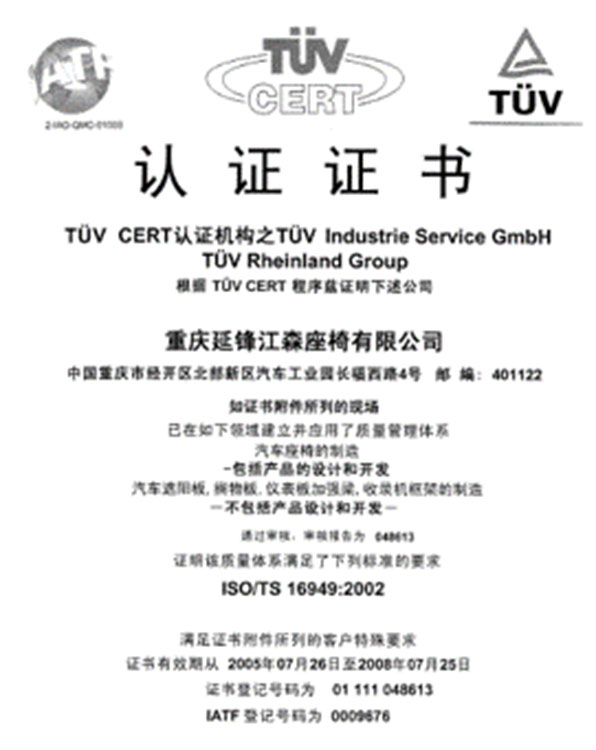 IATF
TÜV
CERT
TÜV
认证证书
TÜV CERT认证机构之TÜV Industrie Service GmbH
TÜV Rheinland Group
根据 TÜV CERT 程序兹证明下述公司
重庆延锋江森座椅有限公司
中国重庆市经开区北部新区汽车工业园长福西路4号 邮 编: 401122
如证书附件所列的现场
已在如下领域建立并应用了质量管理体系
汽车座椅的制造
-包括产品的设计和开发
汽车遮阳板, 搁物板, 仪表板加强梁, 收录机框架的制造
－不包括产品设计和开发－
通过审核, 审核报告为 048613
证明该质量体系满足了下列标准的要求
ISO/TS 16949:2002
满足证书附件所列的客户特殊要求
证书有效期从 2005年07月26日至2008年07月25日
证书登记号码为 01 111 048613
IATF 登记号码为 0009676